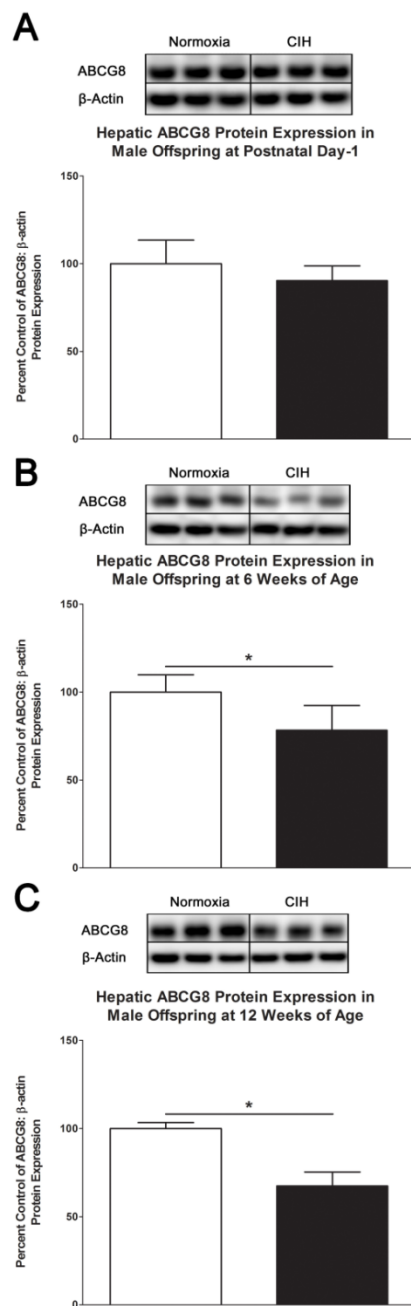 A
Normoxia CIH
ABCG8
β-Actin
Hepatic ABCG8 Protein Expression in
Male Offspring at Postnatal Day-1
Percent Control of ABCG8: β-actin
Protein Expression
150
100
50
0
B
Normoxia CIH
ABCG8
β-Actin
Hepatic ABCG8 Protein Expression in
Male Offspring at 6 Weeks of Age
Percent Control of ABCG8: β-actin
Protein Expression
150
100
50
0
*
C
Normoxia CIH
ABCG8
β-Actin
Hepatic ABCG8 Protein Expression in
Male Offspring at 12 Weeks of Age
Percent Control of ABCG8: β-actin
Protein Expression
150
100
50
0
*